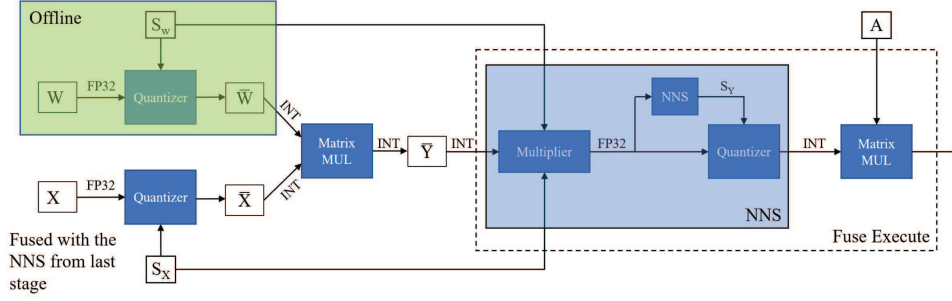 Offline
S_w
W
FP32
Quantizer
W̄
INT
X
FP32
Quantizer
X̄
INT
S_X
Fused with the
NNS from last
stage
Matrix
MUL
INT
Ȳ
INT
Multiplier
FP32
NNS
S_Y
Quantizer
NNS
INT
A
Matrix
MUL
Fuse Execute